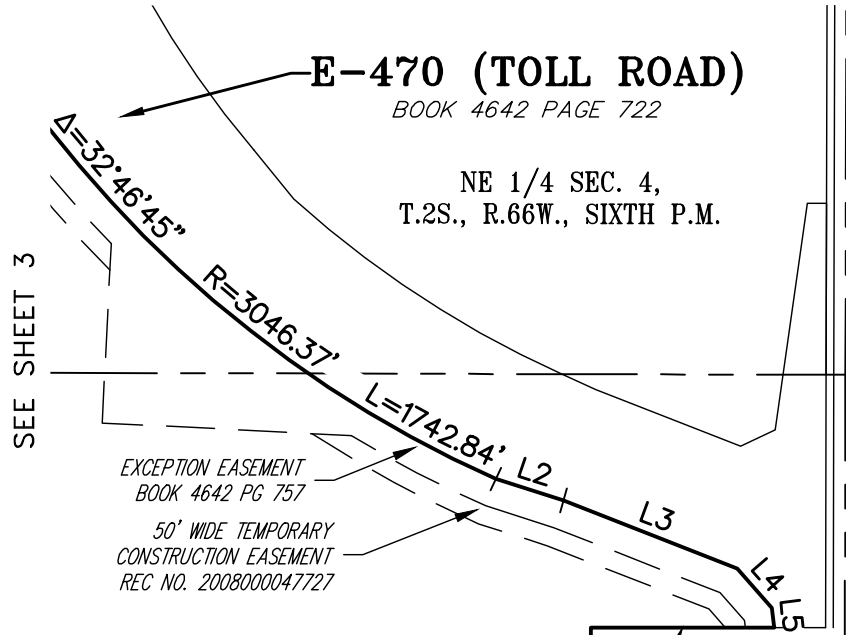 E-470 (TOLL ROAD)
BOOK 4642 PAGE 722
NE 1/4 SEC. 4,
T.2S., R.66W., SIXTH P.M.
Δ=32°46'45"
R=3046.37'
L=1742.84'
SEE SHEET 3
L2
L3
L4
L5
EXCEPTION EASEMENT
BOOK 4642 PG 757
50' WIDE TEMPORARY
CONSTRUCTION EASEMENT
REC NO. 2008000047727